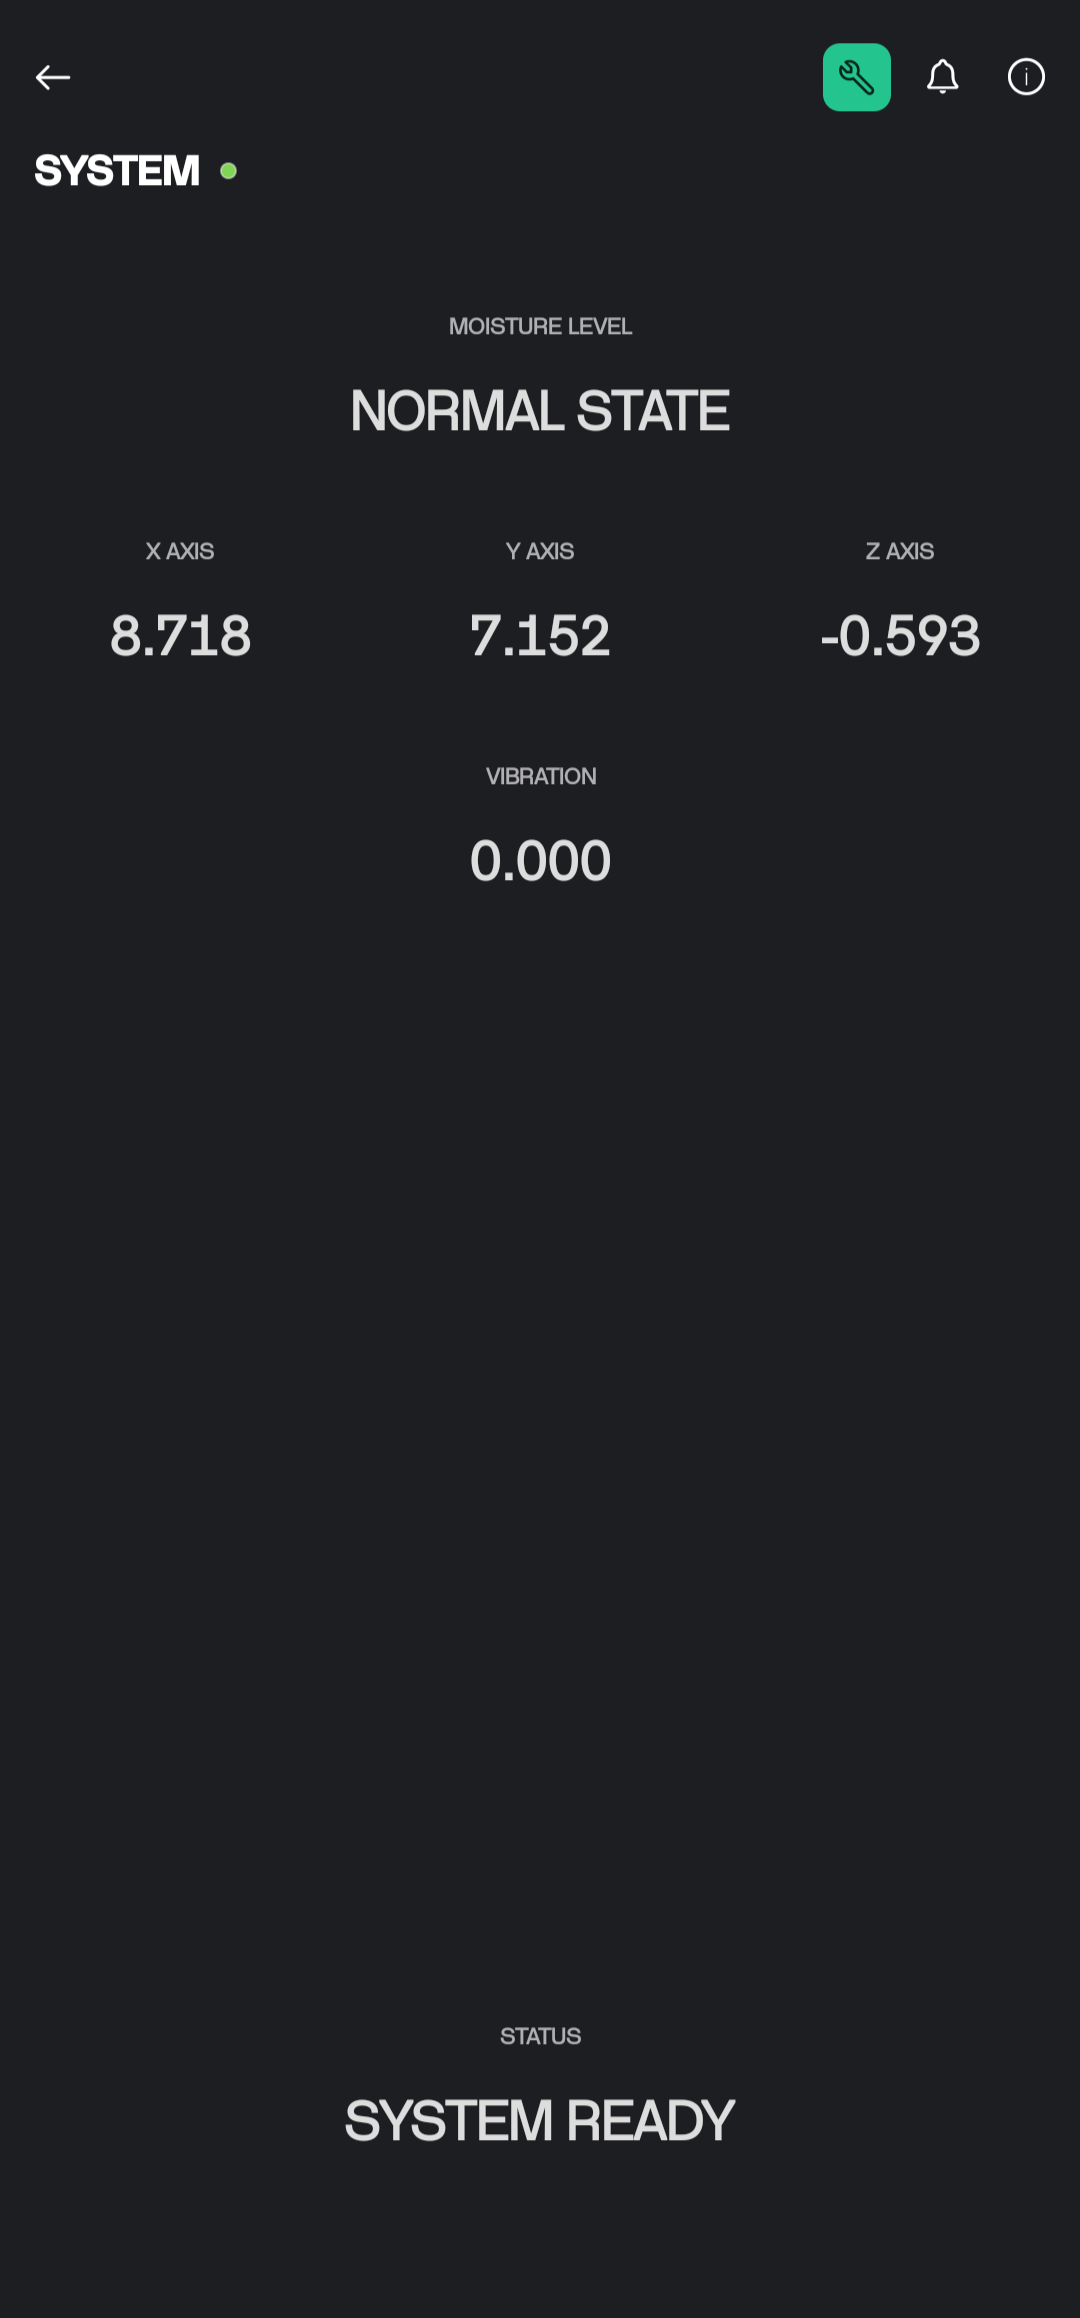 SYSTEM
MOISTURE LEVEL
NORMAL STATE
X AXIS Y AXIS Z AXIS
8.718 7.152 -0.593
VIBRATION
0.000
STATUS
SYSTEM READY